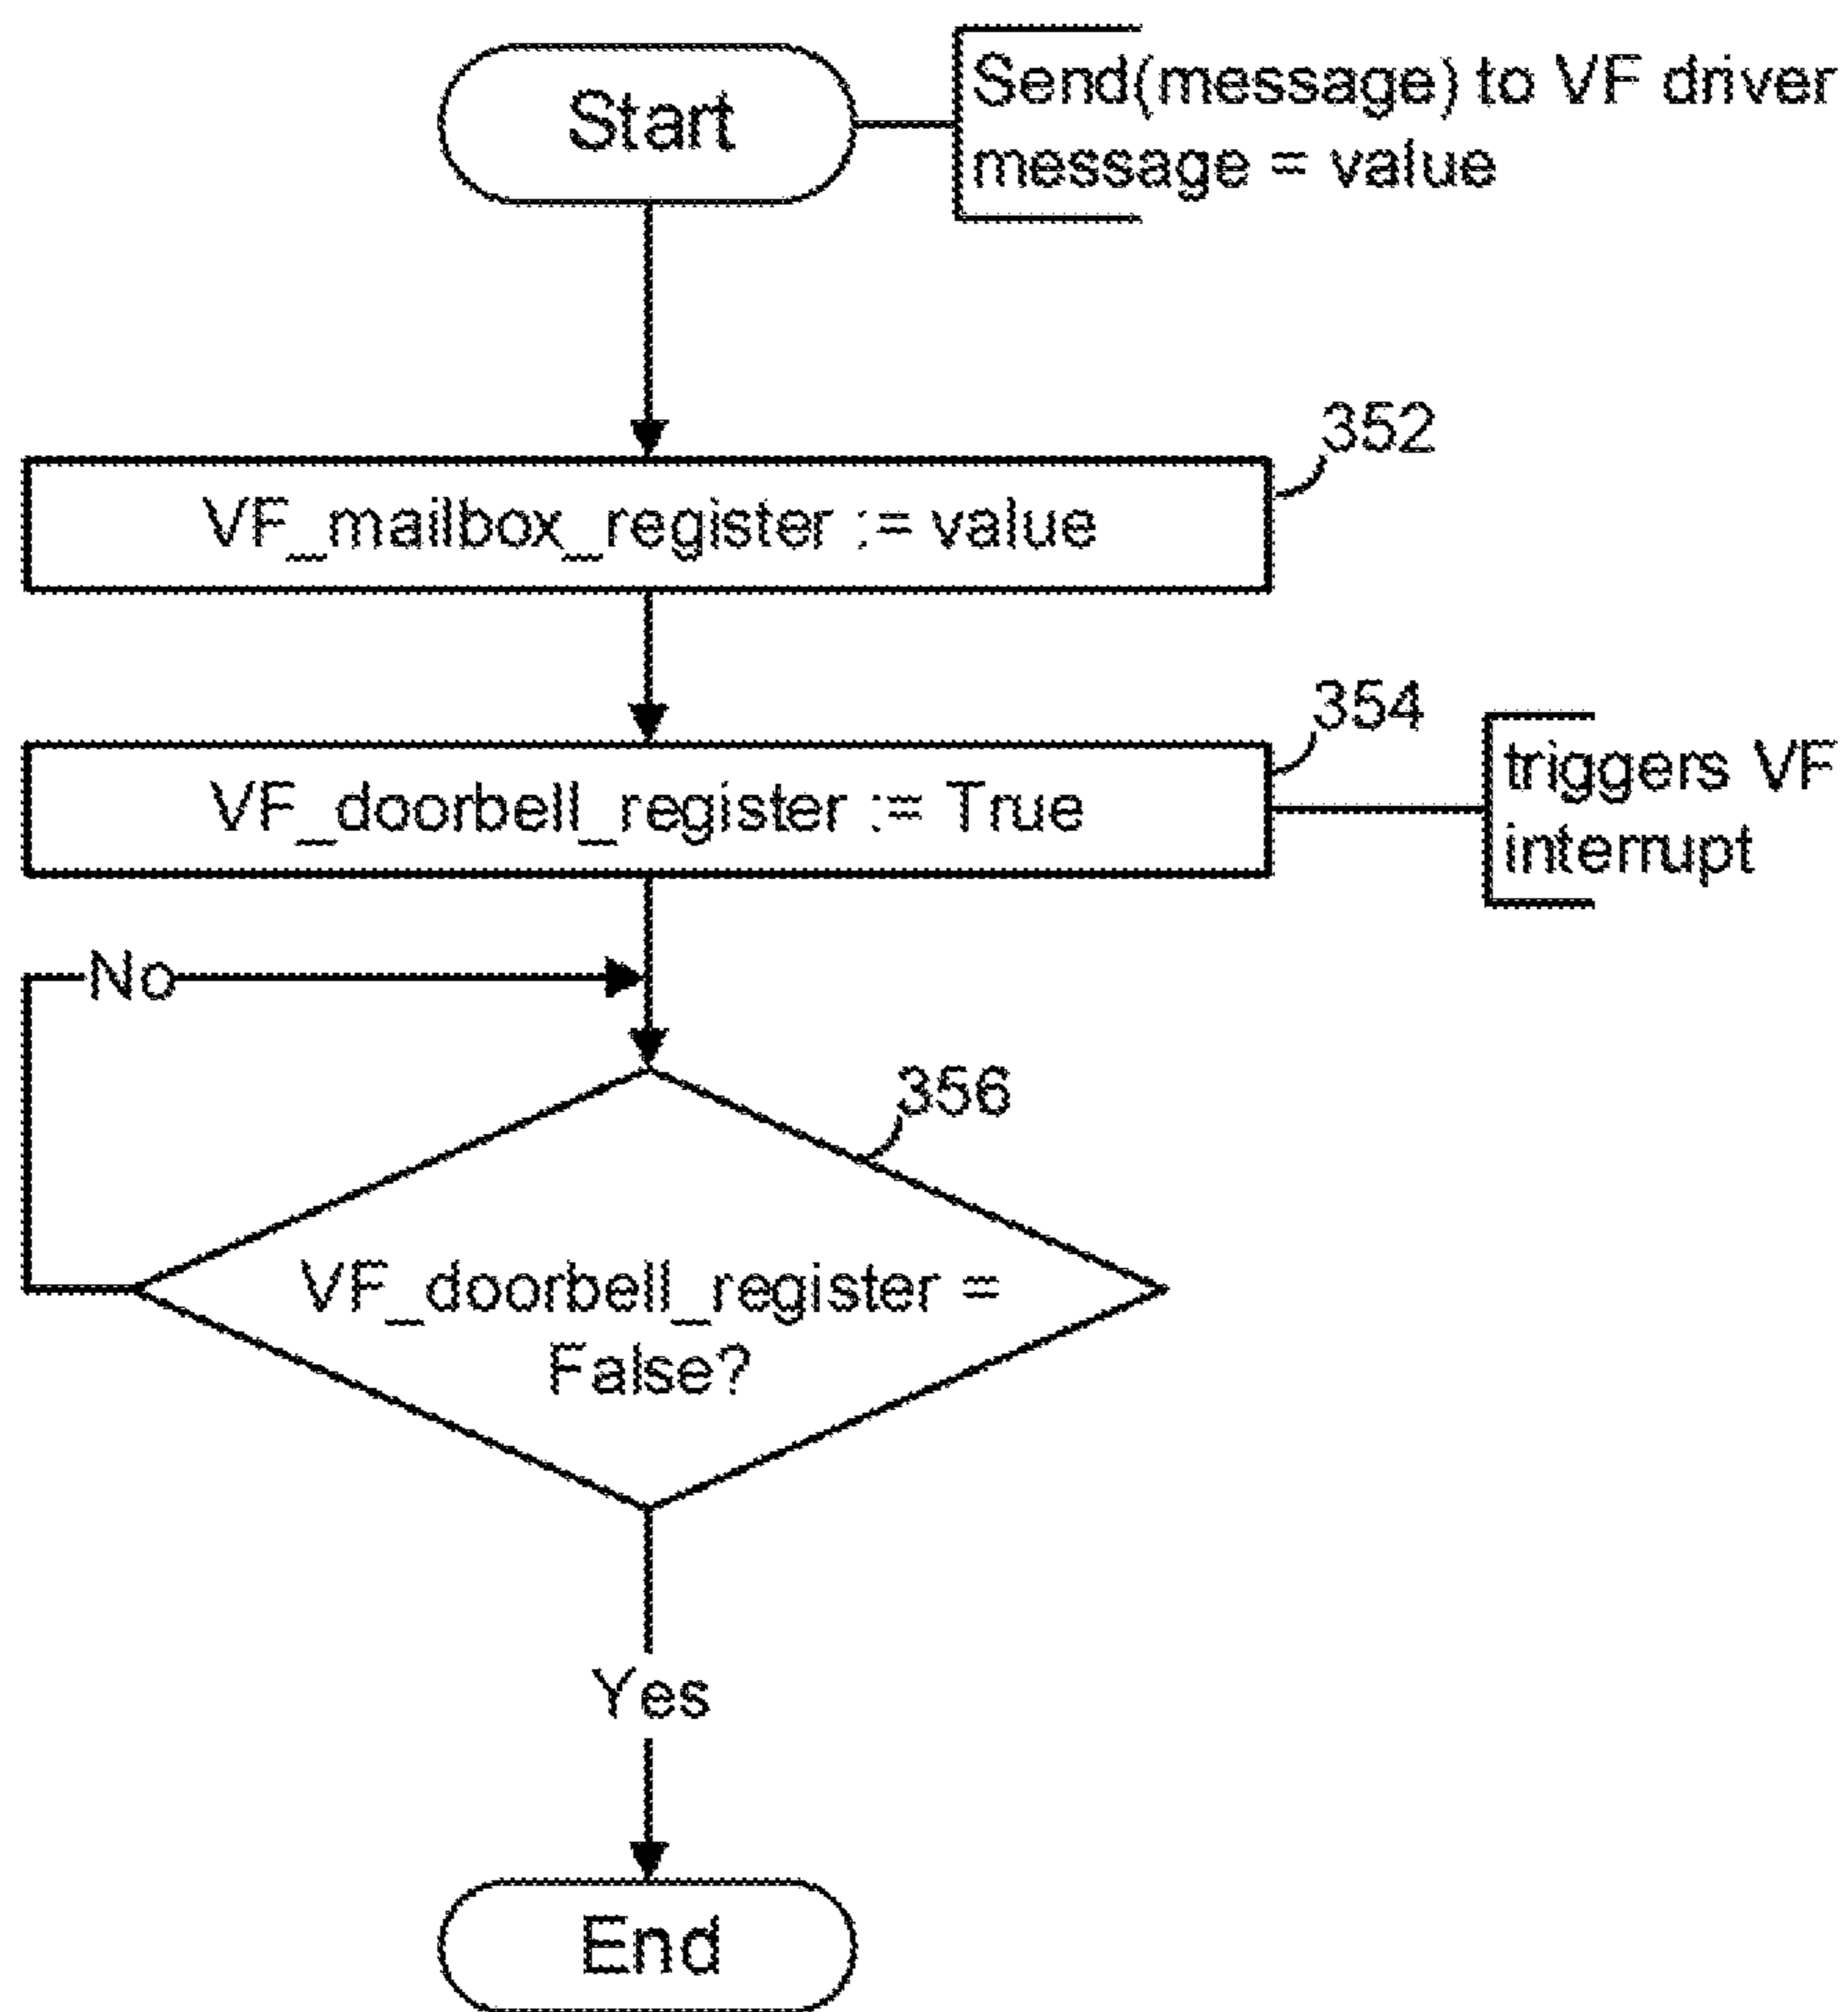 Start
Send(message) to VF driver
message = value
352
VF_mailbox_register := value
354
VF_doorbell_register := True
triggers VF
interrupt
No
356
VF_doorbell_register =
False?
Yes
End